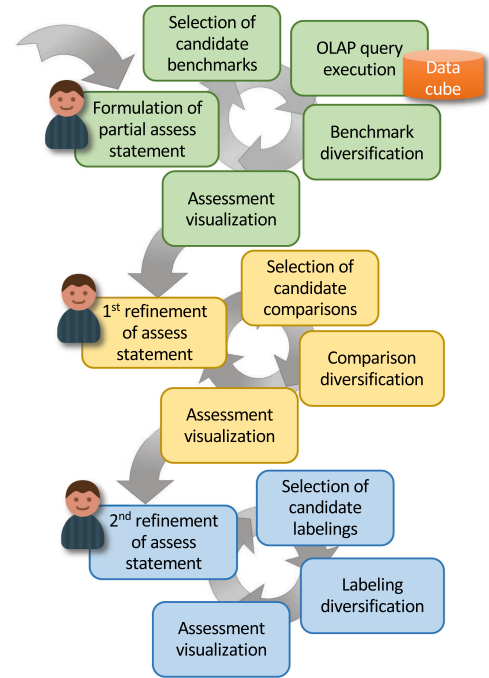 Selection of
candidate
benchmarks
OLAP query
execution
Data
cube
Formulation of
partial assess
statement
Benchmark
diversification
Assessment
visualization
Selection of
candidate
comparisons
1st refinement
of assess
statement
Comparison
diversification
Assessment
visualization
Selection of
candidate
labelings
2nd refinement
of assess
statement
Labeling
diversification
Assessment
visualization